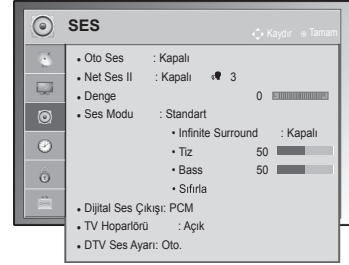 SES
Kaydır Tamam
• Oto Ses : Kapalı
• Net Ses II : Kapalı 3
• Denge 0
• Ses Modu : Standart
• Infinite Surround : Kapalı
• Tiz 50
• Bass 50
• Sıfırla
• Dijital Ses Çıkışı: PCM
• TV Hoparlörü : Açık
• DTV Ses Ayarı: Oto.